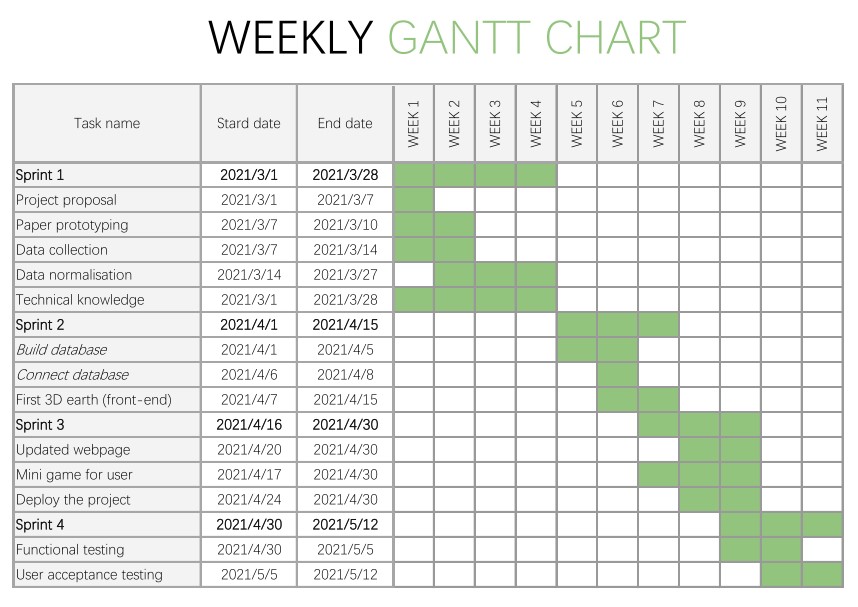 WEEKLY GANTT CHART
Task name Stard date End date WEEK 1 WEEK 2 WEEK 3 WEEK 4 WEEK 5 WEEK 6 WEEK 7 WEEK 8 WEEK 9 WEEK 10 WEEK 11
Sprint 1 2021/3/1 2021/3/28
Project proposal 2021/3/1 2021/3/7
Paper prototyping 2021/3/7 2021/3/10
Data collection 2021/3/7 2021/3/14
Data normalisation 2021/3/14 2021/3/27
Technical knowledge 2021/3/1 2021/3/28
Sprint 2 2021/4/1 2021/4/15
Build database 2021/4/1 2021/4/5
Connect database 2021/4/6 2021/4/8
First 3D earth (front-end) 2021/4/7 2021/4/15
Sprint 3 2021/4/16 2021/4/30
Updated webpage 2021/4/20 2021/4/30
Mini game for user 2021/4/17 2021/4/30
Deploy the project 2021/4/24 2021/4/30
Sprint 4 2021/4/30 2021/5/12
Functional testing 2021/4/30 2021/5/5
User acceptance testing 2021/5/5 2021/5/12